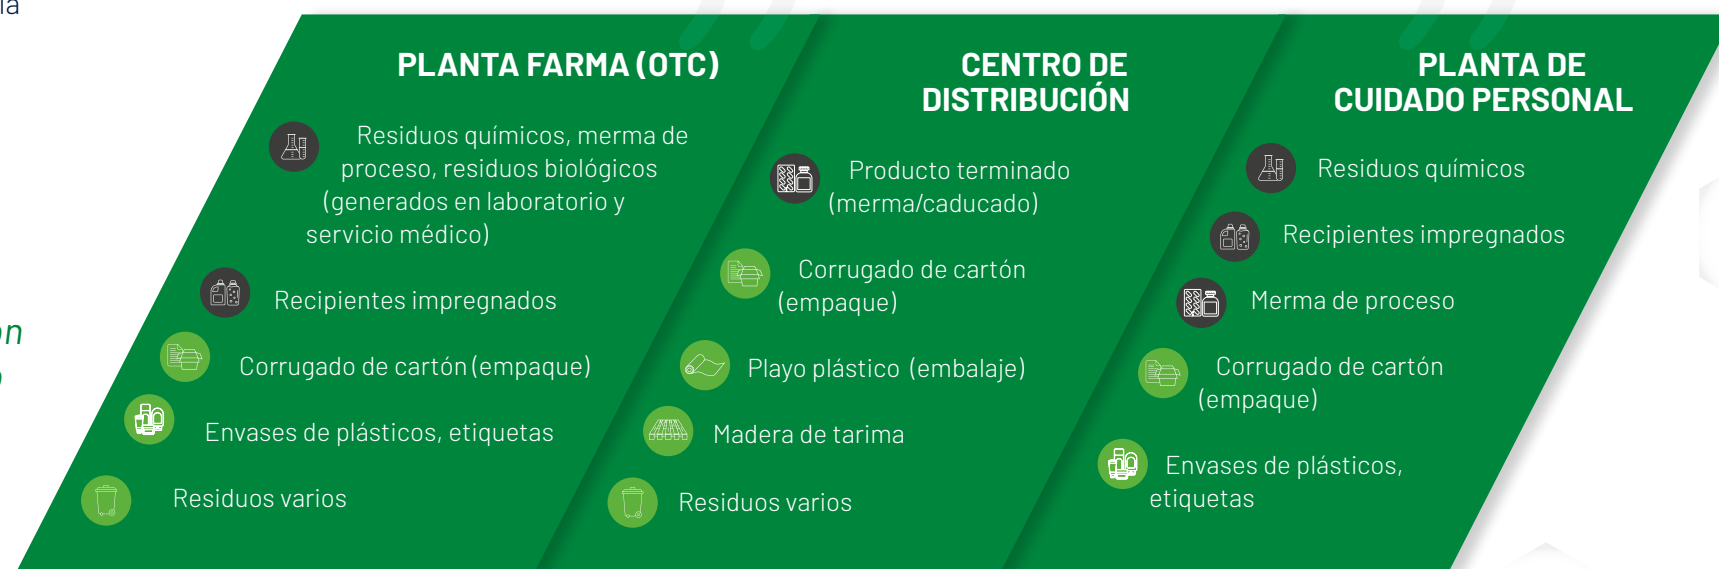 la
on
PLANTA FARMA (OTC)
Residuos químicos, merma de
proceso, residuos biológicos
(generados en laboratorio y
servicio médico)
Recipientes impregnados
Corrugado de cartón (empaque)
Envases de plásticos, etiquetas
Residuos varios
CENTRO DE
DISTRIBUCIÓN
Producto terminado
(merma/caducado)
Corrugado de cartón
(empaque)
Playo plástico (embalaje)
Madera de tarima
Residuos varios
PLANTA DE
CUIDADO PERSONAL
Residuos químicos
Recipientes impregnados
Merma de proceso
Corrugado de cartón
(empaque)
Envases de plásticos,
etiquetas